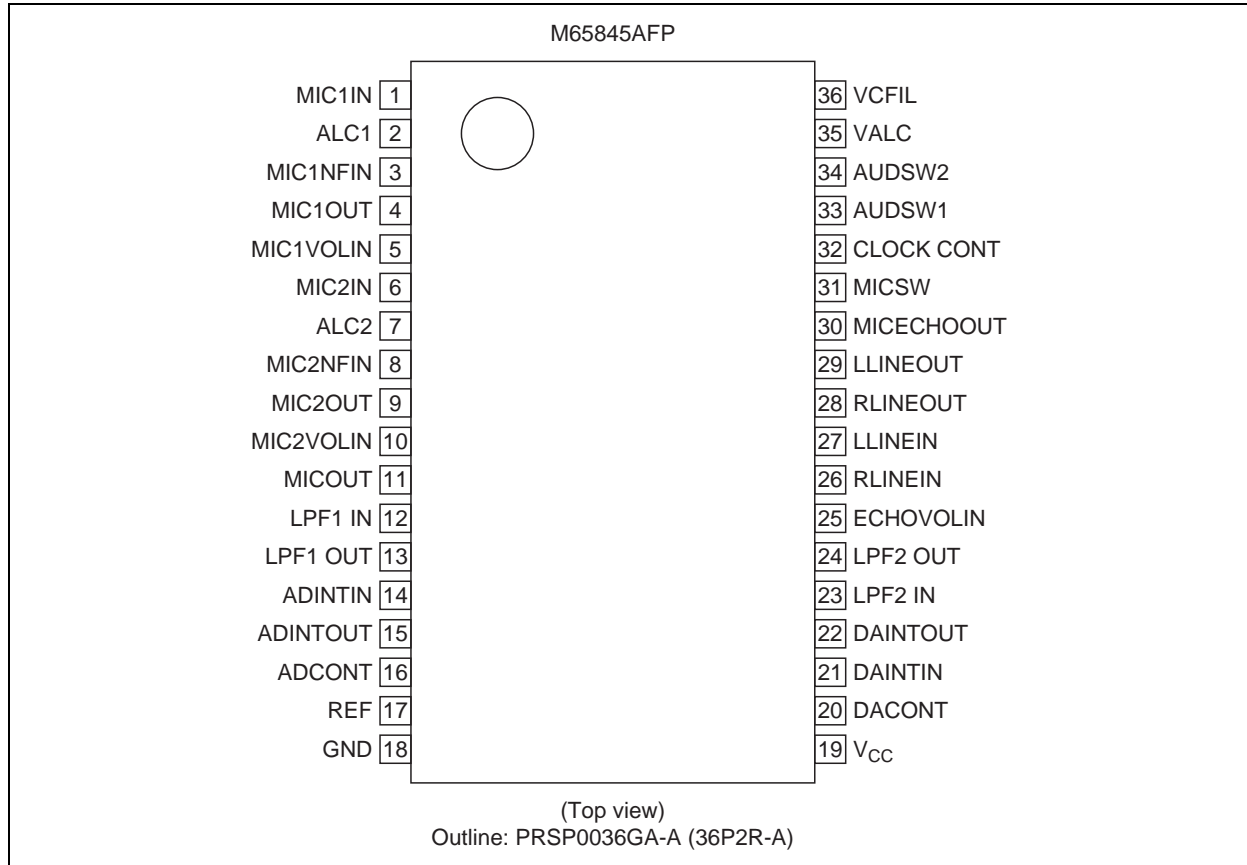 M65845AFP
MIC1IN 1
ALC1 2
MIC1NFIN 3
MIC1OUT 4
MIC1VOLIN 5
MIC2IN 6
ALC2 7
MIC2NFIN 8
MIC2OUT 9
MIC2VOLIN 10
MICOUT 11
LPF1 IN 12
LPF1 OUT 13
ADINTIN 14
ADINTOUT 15
ADCONT 16
REF 17
GND 18
36 VCFIL
35 VALC
34 AUDSW2
33 AUDSW1
32 CLOCK CONT
31 MICSW
30 MICECHOOUT
29 LLINEOUT
28 RLINEOUT
27 LLINEIN
26 RLINEIN
25 ECHOVOLIN
24 LPF2 OUT
23 LPF2 IN
22 DAINTOUT
21 DAINTIN
20 DACONT
19 VCC
(Top view)
Outline: PRSP0036GA-A (36P2R-A)